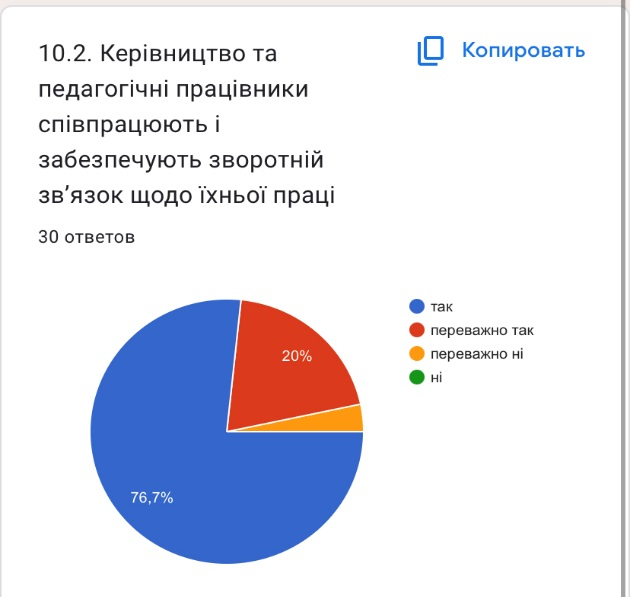 10.2. Керівництво та
педагогічні працівники
співпрацюють і
забезпечують зворотній
зв’язок щодо їхньої праці
Копировать
30 ответов
так
переважно так
переважно ні
ні
20%
76,7%